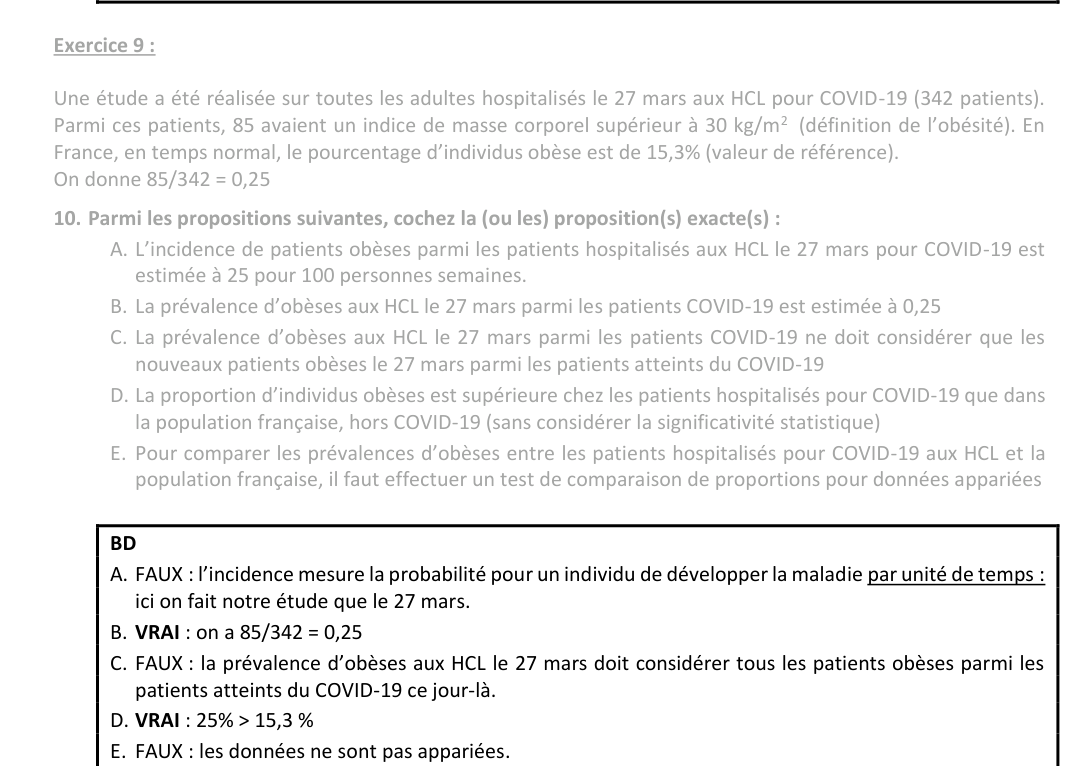 Exercice 9 :
Une étude a été réalisée sur toutes les adultes hospitalisés le 27 mars aux HCL pour COVID-19 (342 patients).
Parmi ces patients, 85 avaient un indice de masse corporel supérieur à 30 kg/m² (définition de l'obésité). En
France, en temps normal, le pourcentage d'individus obèse est de 15,3% (valeur de référence).
On donne 85/342 = 0,25
10. Parmi les propositions suivantes, cochez la (ou les) proposition(s) exacte(s) :
A. L'incidence de patients obèses parmi les patients hospitalisés aux HCL le 27 mars pour COVID-19 est
estimée à 25 pour 100 personnes semaines.
B. La prévalence d'obèses aux HCL le 27 mars parmi les patients COVID-19 est estimée à 0,25
C. La prévalence d'obèses aux HCL le 27 mars parmi les patients COVID-19 ne doit considérer que les
nouveaux patients obèses le 27 mars parmi les patients atteints du COVID-19
D. La proportion d'individus obèses est supérieure chez les patients hospitalisés pour COVID-19 que dans
la population française, hors COVID-19 (sans considérer la significativité statistique)
E. Pour comparer les prévalences d'obèses entre les patients hospitalisés pour COVID-19 aux HCL et la
population française, il faut effectuer un test de comparaison de proportions pour données appariées
BD
A. FAUX : l'incidence mesure la probabilité pour un individu de développer la maladie par unité de temps :
ici on fait notre étude que le 27 mars.
B. VRAI : on a 85/342 = 0,25
C. FAUX : la prévalence d'obèses aux HCL le 27 mars doit considérer tous les patients obèses parmi les
patients atteints du COVID-19 ce jour-là.
D. VRAI : 25% > 15,3 %
E. FAUX : les données ne sont pas appariées.